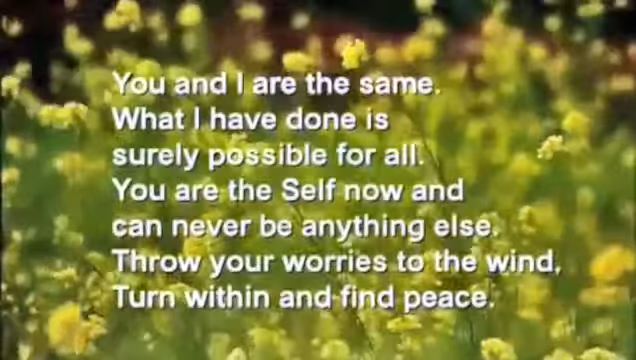 You and I are the same.
What I have done is
surely possible for all.
You are the Self now and
can never be anything else.
Throw your worries to the wind,
Turn within and find peace.